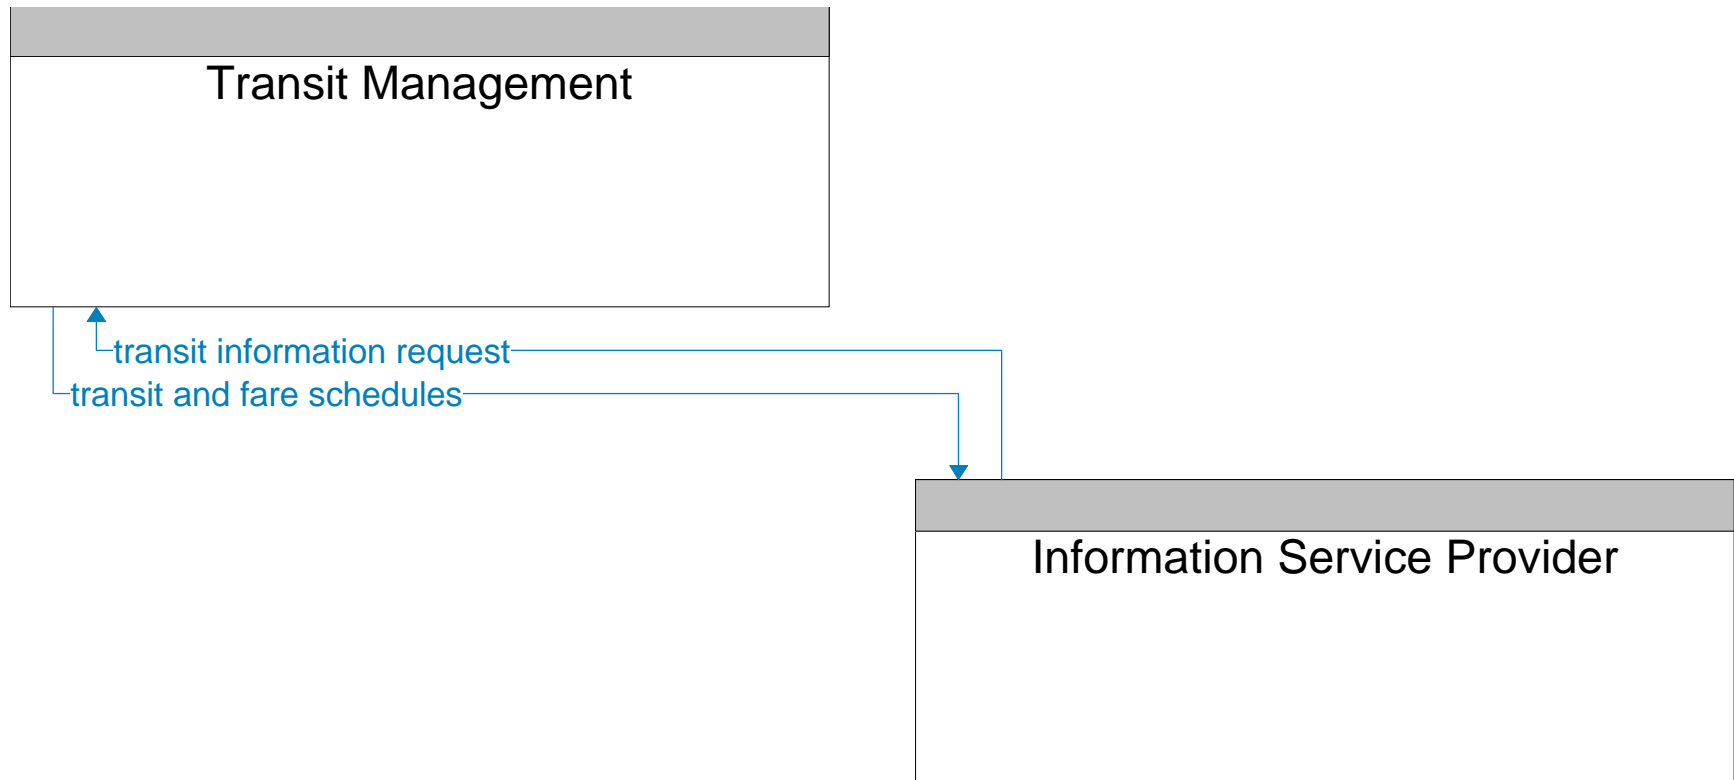 Transit Management
transit information request
transit and fare schedules
Information Service Provider